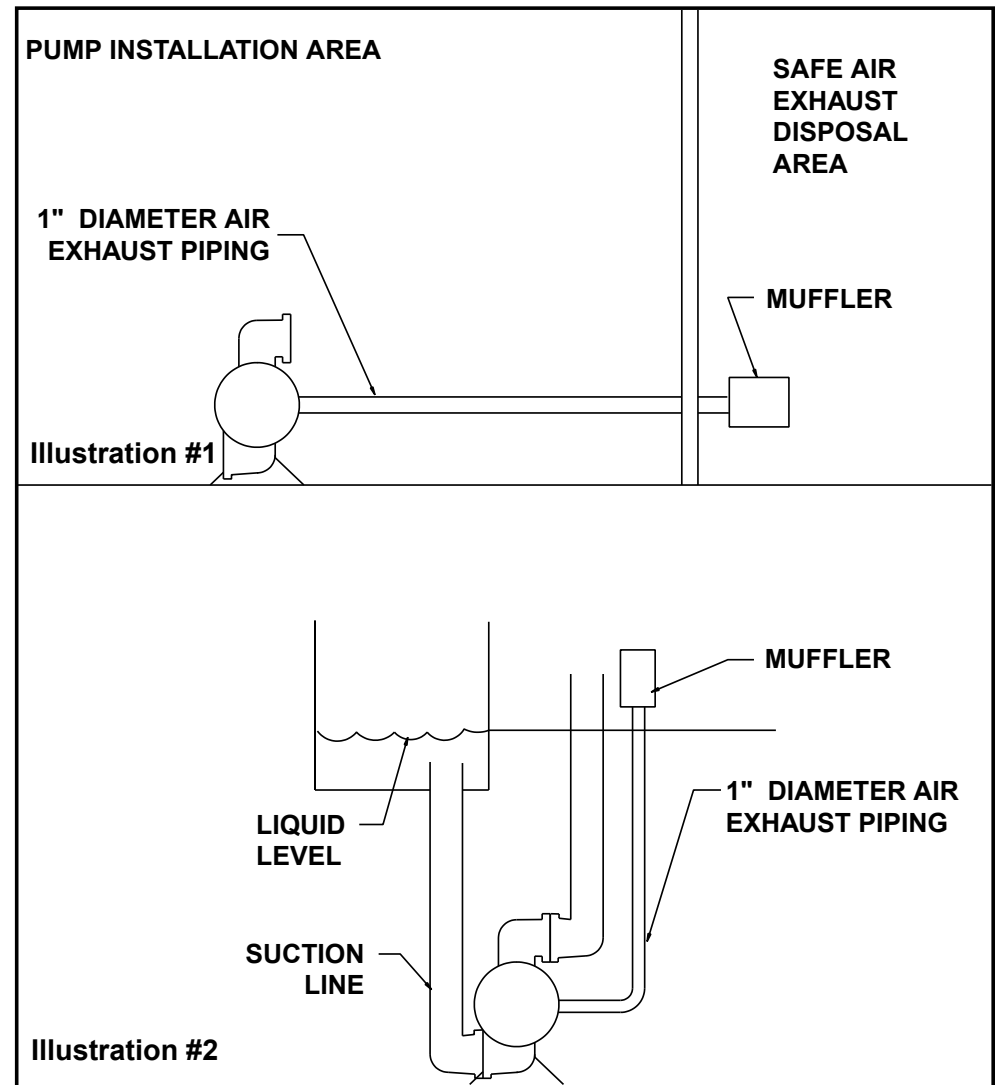 PUMP INSTALLATION AREA
SAFE AIR
EXHAUST
DISPOSAL
AREA
1" DIAMETER AIR
EXHAUST PIPING
MUFFLER
Illustration #1
MUFFLER
1" DIAMETER AIR
EXHAUST PIPING
LIQUID
LEVEL
SUCTION
LINE
Illustration #2